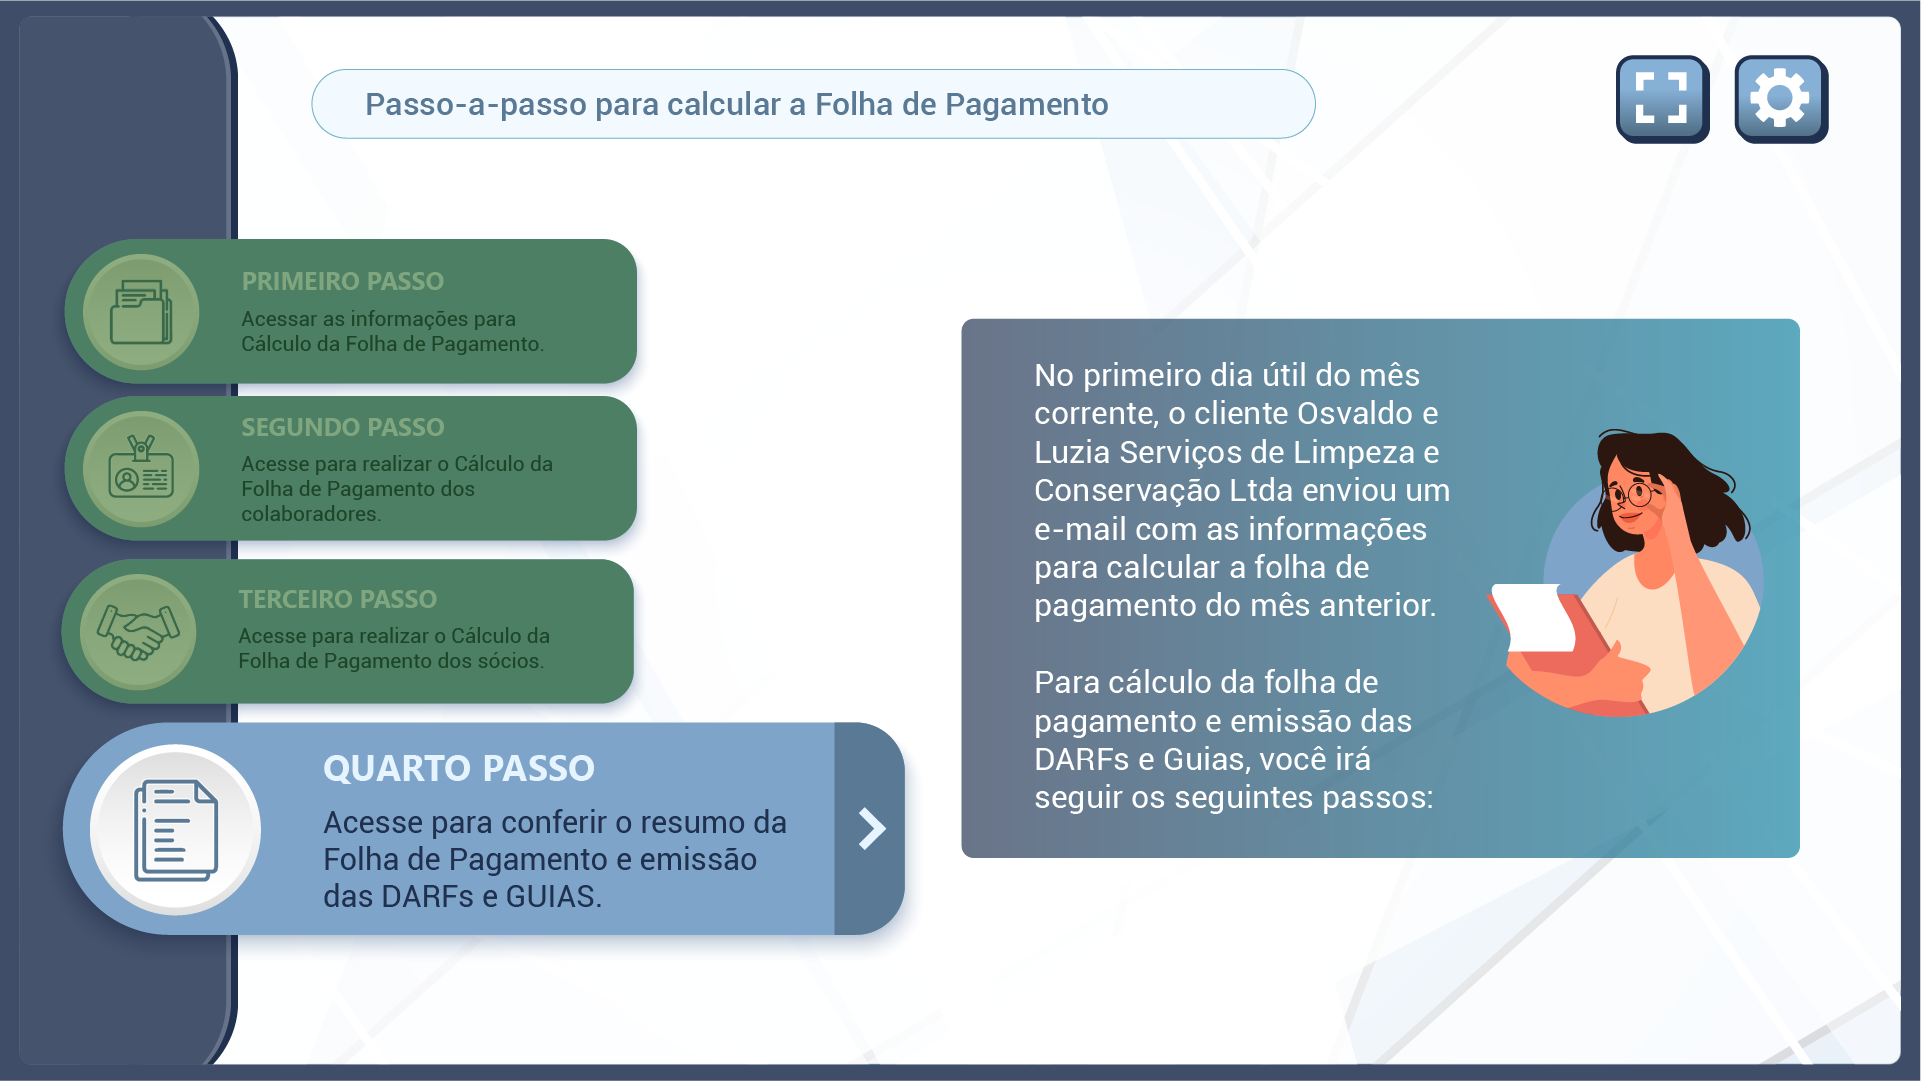 Passo-a-passo para calcular a Folha de Pagamento
PRIMEIRO PASSO
Acessar as informações para
Cálculo da Folha de Pagamento.
SEGUNDO PASSO
Acesse para realizar o Cálculo da
Folha de Pagamento dos
colaboradores.
TERCEIRO PASSO
Acesse para realizar o Cálculo da
Folha de Pagamento dos sócios.
QUARTO PASSO
Acesse para conferir o resumo da
Folha de Pagamento e emissão
das DARFs e GUIAS.
No primeiro dia útil do mês
corrente, o cliente Osvaldo e
Luzia Serviços de Limpeza e
Conservação Ltda enviou um
e-mail com as informações
para calcular a folha de
pagamento do mês anterior.
Para cálculo da folha de
pagamento e emissão das
DARFs e Guias, você irá
seguir os seguintes passos: